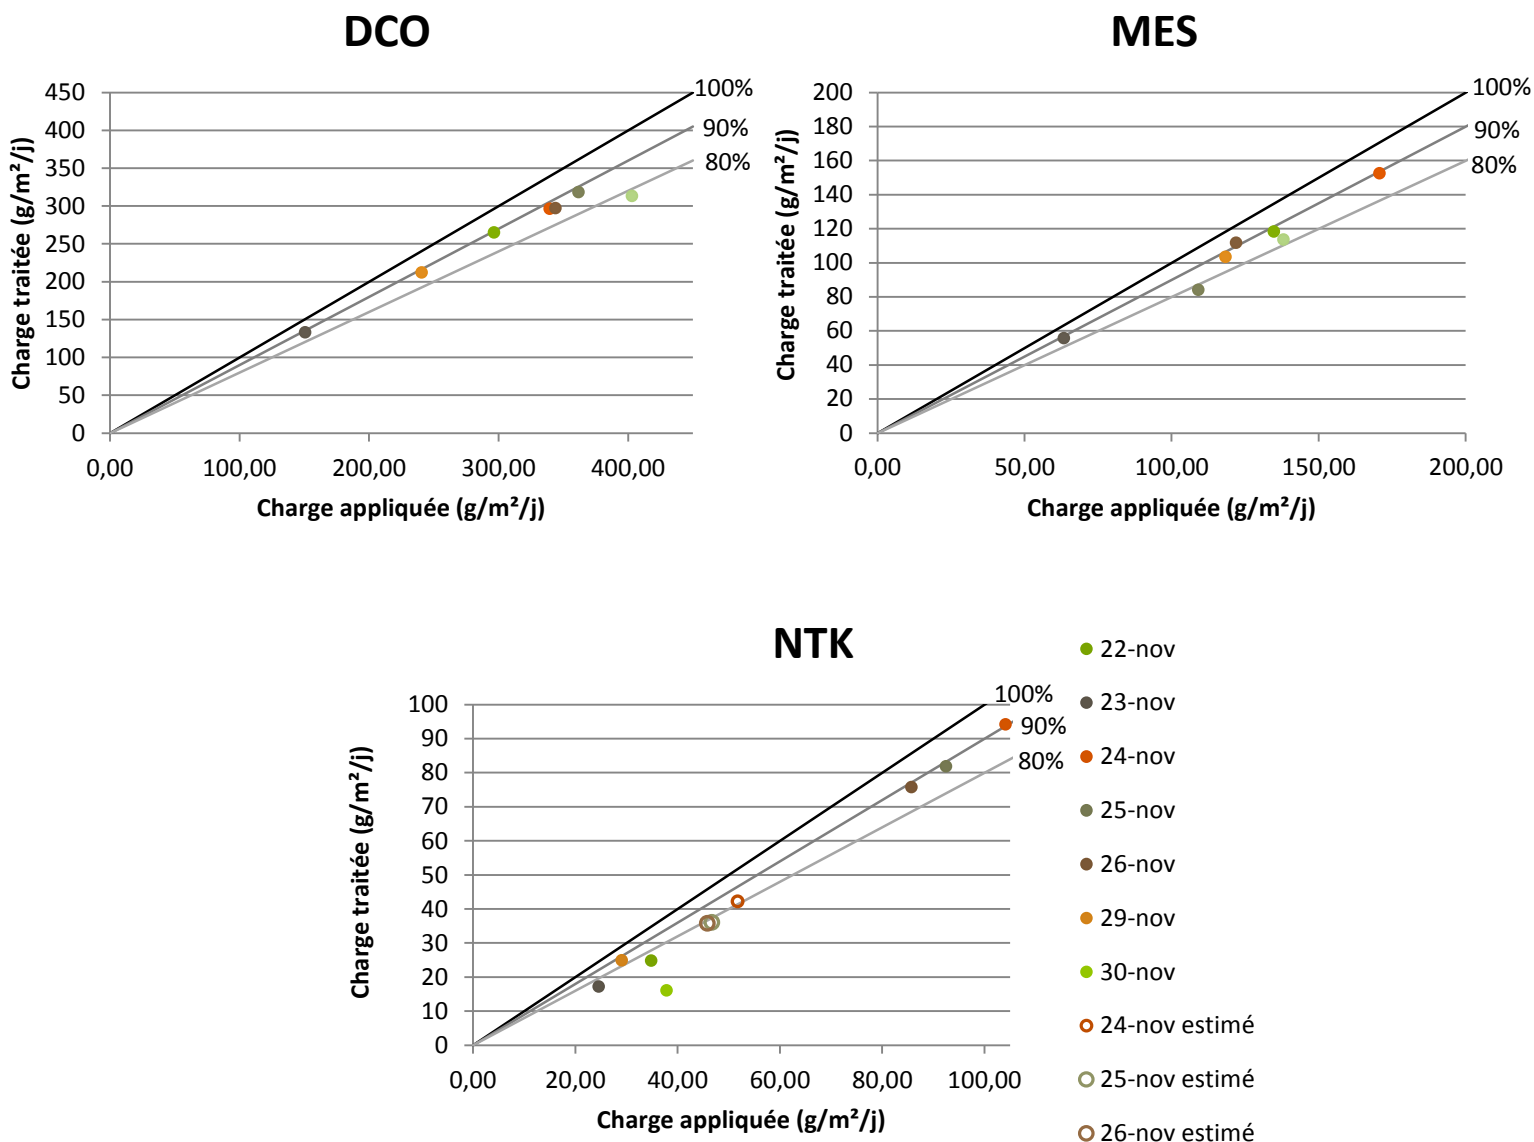 DCO
Charge traitée (g/m²/j)
450
400
350
300
250
200
150
100
50
0
0,00 100,00 200,00 300,00 400,00
100%
90%
80%
Charge appliquée (g/m²/j)
MES
Charge traitée (g/m²/j)
200
180
160
140
120
100
80
60
40
20
0
0,00 50,00 100,00 150,00 200,00
100%
90%
80%
Charge appliquée (g/m²/j)
NTK
Charge traitée (g/m²/j)
100
90
80
70
60
50
40
30
20
10
0
0,00 20,00 40,00 60,00 80,00 100,00
100%
90%
80%
Charge appliquée (g/m²/j)
22-nov
23-nov
24-nov
25-nov
26-nov
29-nov
30-nov
24-nov estimé
25-nov estimé
26-nov estimé